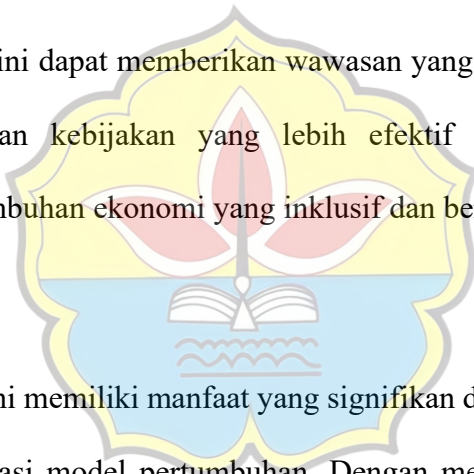 ini dapat memberikan wawasan yang
an kebijakan yang lebih efektif
buhan ekonomi yang inklusif dan be
ni memiliki manfaat yang signifikan d
asi model pertumbuhan. Dengan me